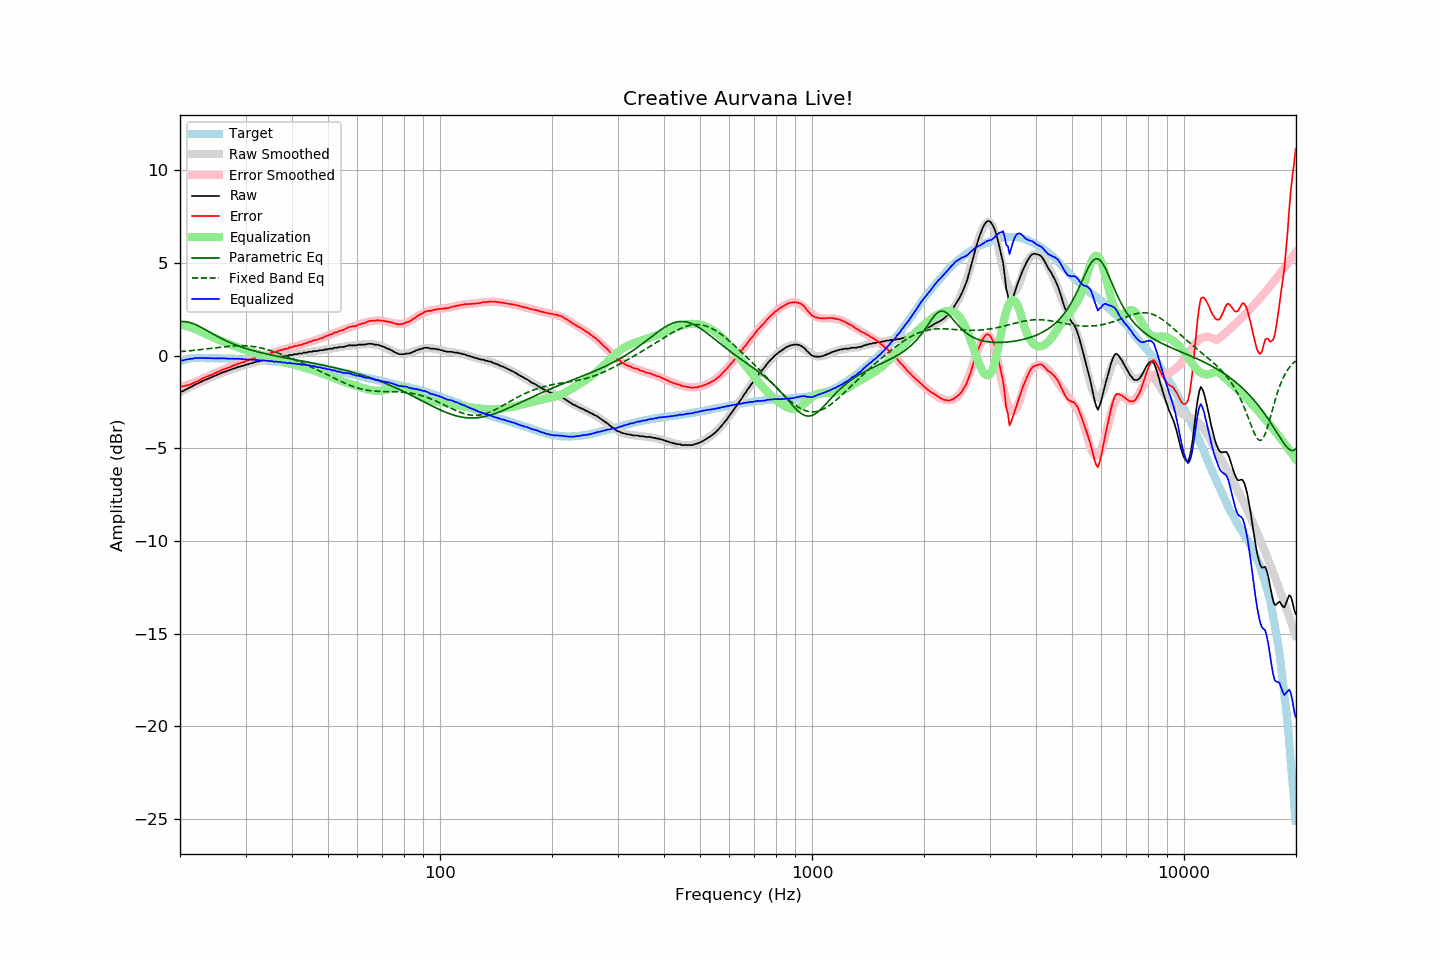 Creative Aurvana Live!
Target
Raw Smoothed
Error Smoothed
Raw
Error
Equalization
Parametric Eq
Fixed Band Eq
Equalized
10
5
0
−5
−10
−15
−20
−25
Amplitude (dBr)
100
1000
10000
Frequency (Hz)